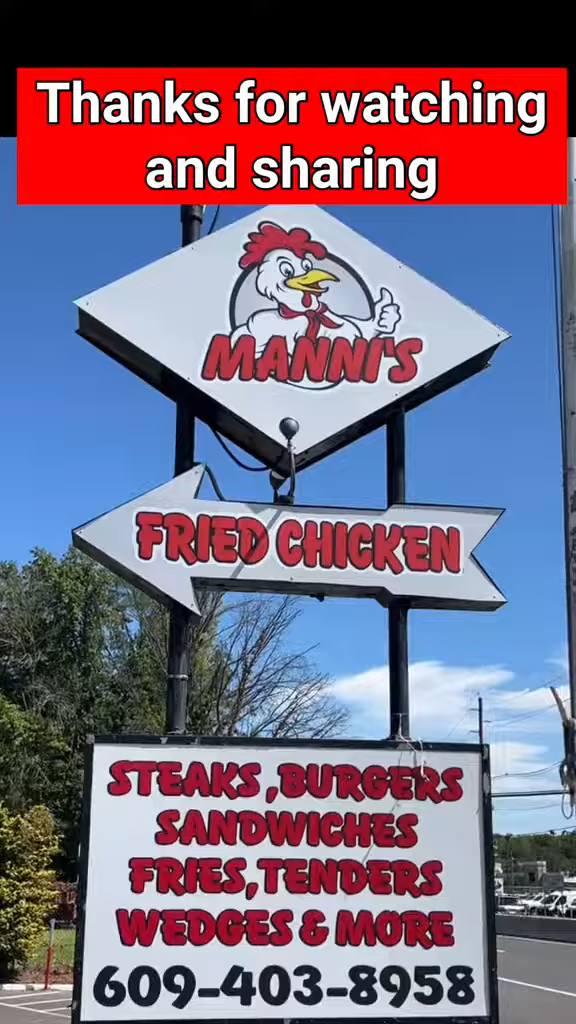 Thanks for watching
and sharing
MANNI'S
FRIED CHICKEN
STEAKS, BURGERS
SANDWICHES
FRIES, TENDERS
WEDGES & MORE
609-403-8958